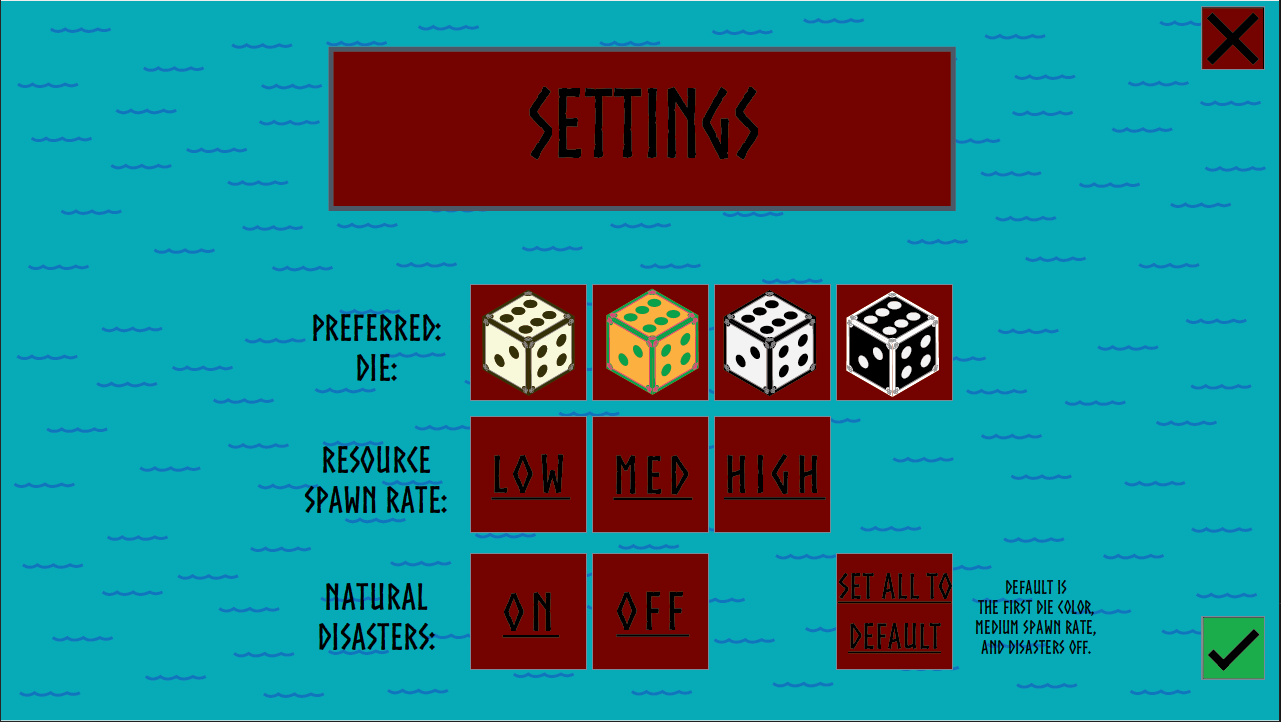 SETTINGS
PREFERRED:
DIE:
RESOURCE
SPAWN RATE:
LOW
MED
HIGH
NATURAL
DISASTERS:
ON
OFF
SET ALL TO
DEFAULT
DEFAULT IS
THE FIRST DIE COLOR,
MEDIUM SPAWN RATE,
AND DISASTERS OFF.